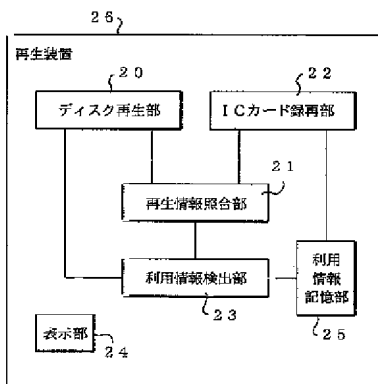 26
再生装置
20
22
ディスク再生部
ICカード録再部
21
再生情報照合部
利用情報検出部
利用
情報
記憶部
23
25
表示部
24